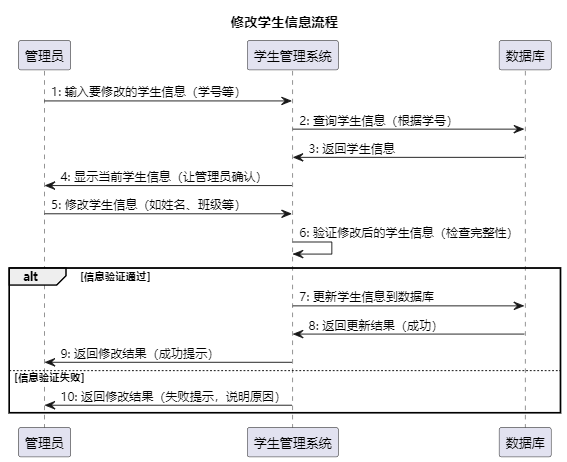 修改学生信息流程
管理员 学生管理系统 数据库
1: 输入要修改的学生信息（学号等）
2: 查询学生信息（根据学号）
3: 返回学生信息
4: 显示当前学生信息（让管理员确认）
5: 修改学生信息（如姓名、班级等）
6: 验证修改后的学生信息（检查完整性）
alt [信息验证通过]
7: 更新学生信息到数据库
8: 返回更新结果（成功）
9: 返回修改结果（成功提示）
[信息验证失败]
10: 返回修改结果（失败提示，说明原因）
管理员 学生管理系统 数据库